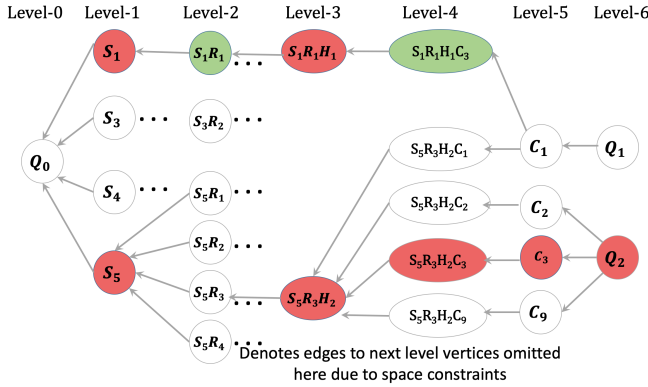 Level-0 Level-1 Level-2 Level-3 Level-4 Level-5 Level-6
S1 S1R1 ... S1R1H1 S1R1H1C3
S3 ... S3R2 ...
Q0 S5R3H2C1 C1 Q1
S4 ... S5R1 ...
S5R3H2C2 C2
S5R2 ...
S5 S5R3H2C3 C3 Q2
S5R3 ... S5R3H2
S5R3H2C9 C9
S5R4
Denotes edges to next level vertices omitted
here due to space constraints